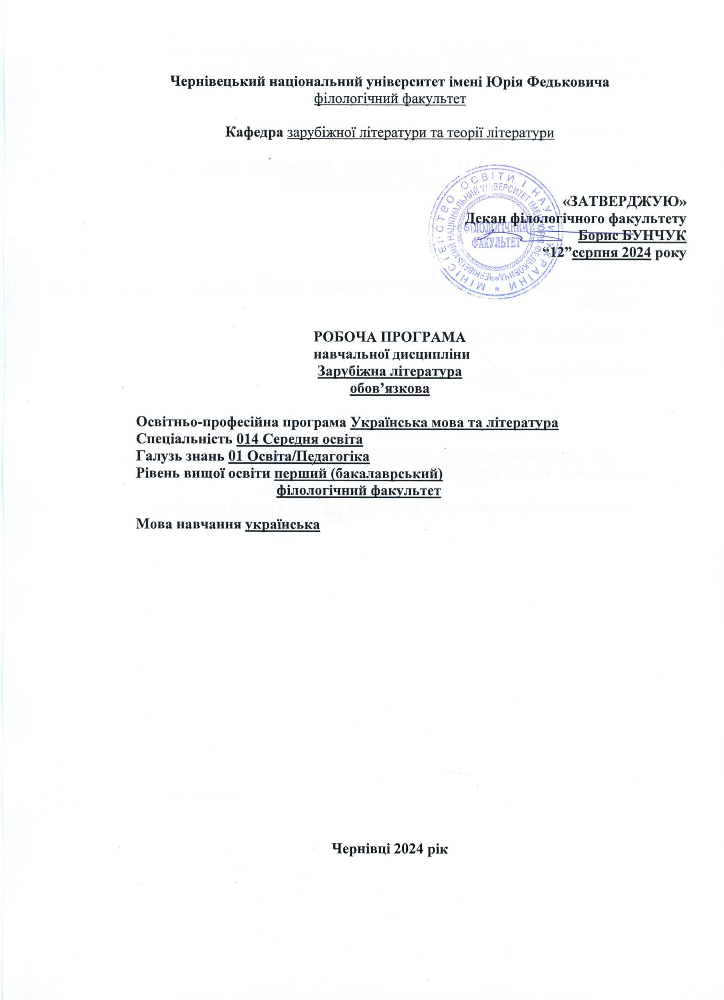 Чернівецький національний університет імені Юрія Федьковича
філологічний факультет
Кафедра зарубіжної літератури та теорії літератури
«ЗАТВЕРДЖУЮ»
Декан філологічного факультету
Борис БУНЧУК
“12”серпня 2024 року
МІНІСТЕРСТВО ОСВІТИ І НАУКИ УКРАЇНИ *
ЧЕРНІВЕЦЬКИЙ НАЦІОНАЛЬНИЙ УНІВЕРСИТЕТ ІМЕНІ ЮРІЯ ФЕДЬКОВИЧА*
ФІЛОЛОГІЧНИЙ
ФАКУЛЬТЕТ
РОБОЧА ПРОГРАМА
навчальної дисципліни
Зарубіжна література
обов’язкова
Освітньо-професійна програма Українська мова та література
Спеціальність 014 Середня освіта
Галузь знань 01 Освіта/Педагогіка
Рівень вищої освіти перший (бакалаврський)
філологічний факультет
Мова навчання українська
Чернівці 2024 рік